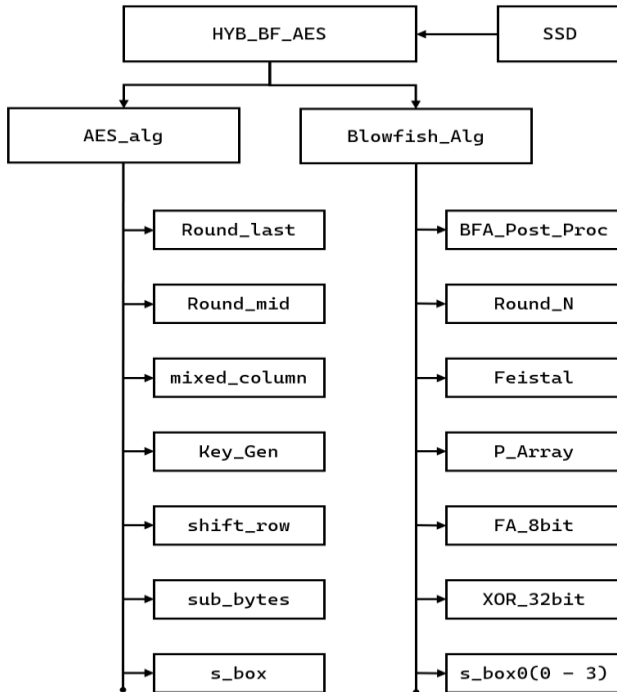 HYB_BF_AES
SSD
AES_alg
Blowfish_Alg
Round_last
BFA_Post_Proc
Round_mid
Round_N
mixed_column
Feistal
Key_Gen
P_Array
shift_row
FA_8bit
sub_bytes
XOR_32bit
s_box
s_box0(0 – 3)